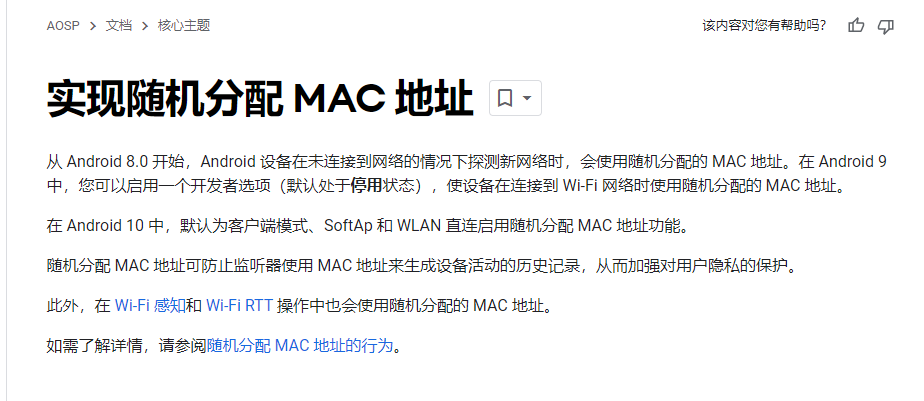 AOSP > 文档 > 核心主题
该内容对您有帮助吗?
实现随机分配 MAC 地址
从 Android 8.0 开始，Android 设备在未连接到网络的情况下探测新网络时，会使用随机分配的 MAC 地址。在 Android 9
中，您可以启用一个开发者选项（默认处于停用状态），使设备在连接到 Wi-Fi 网络时使用随机分配的 MAC 地址。
在 Android 10 中，默认为客户端模式、SoftAp 和 WLAN 直连启用随机分配 MAC 地址功能。
随机分配 MAC 地址可防止监听器使用 MAC 地址来生成设备活动的历史记录，从而加强对用户隐私的保护。
此外，在 Wi-Fi 感知和 Wi-Fi RTT 操作中也会使用随机分配的 MAC 地址。
如需了解详情，请参阅随机分配 MAC 地址的行为。